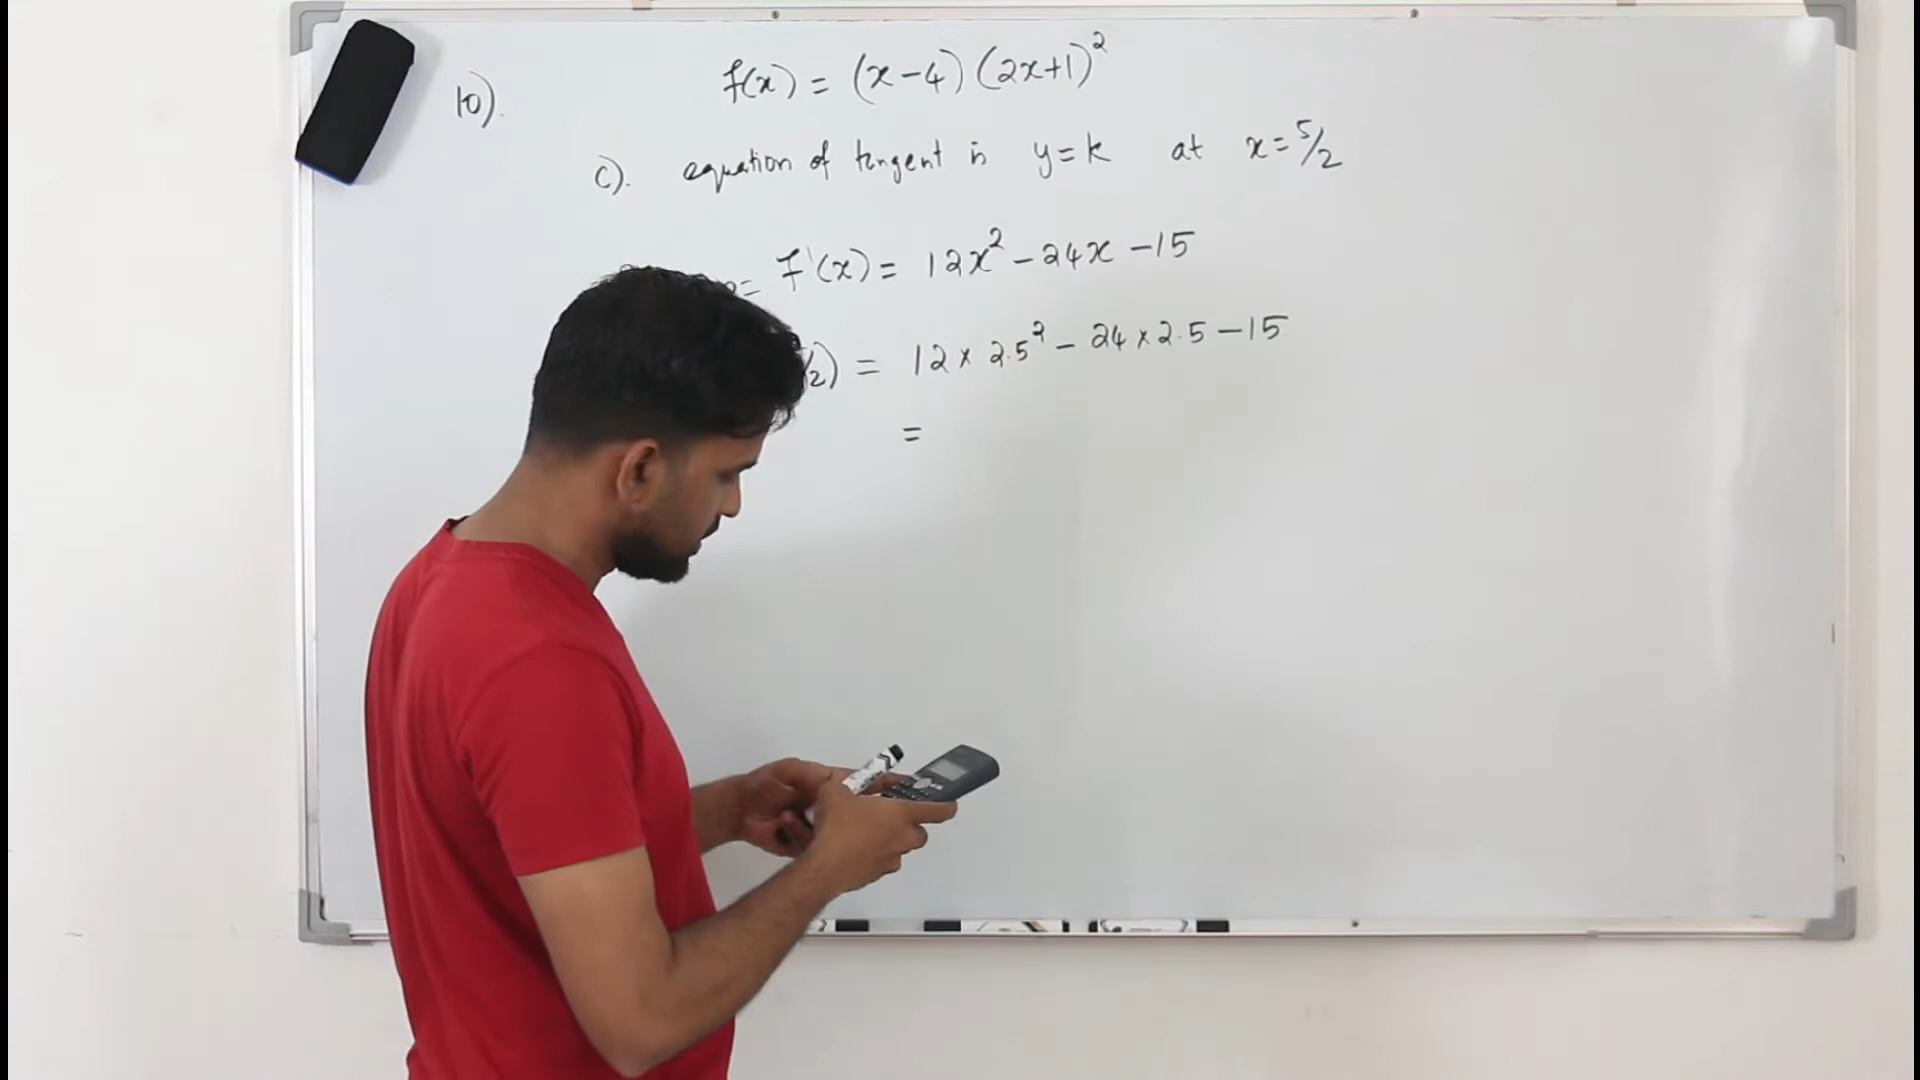 10). f(x) = (x-4)(2x+1)²
c). equation of tangent is y=k at x=5/2
= f'(x) = 12x² - 24x - 15
/2) = 12 × 2.5² - 24 × 2.5 - 15
=